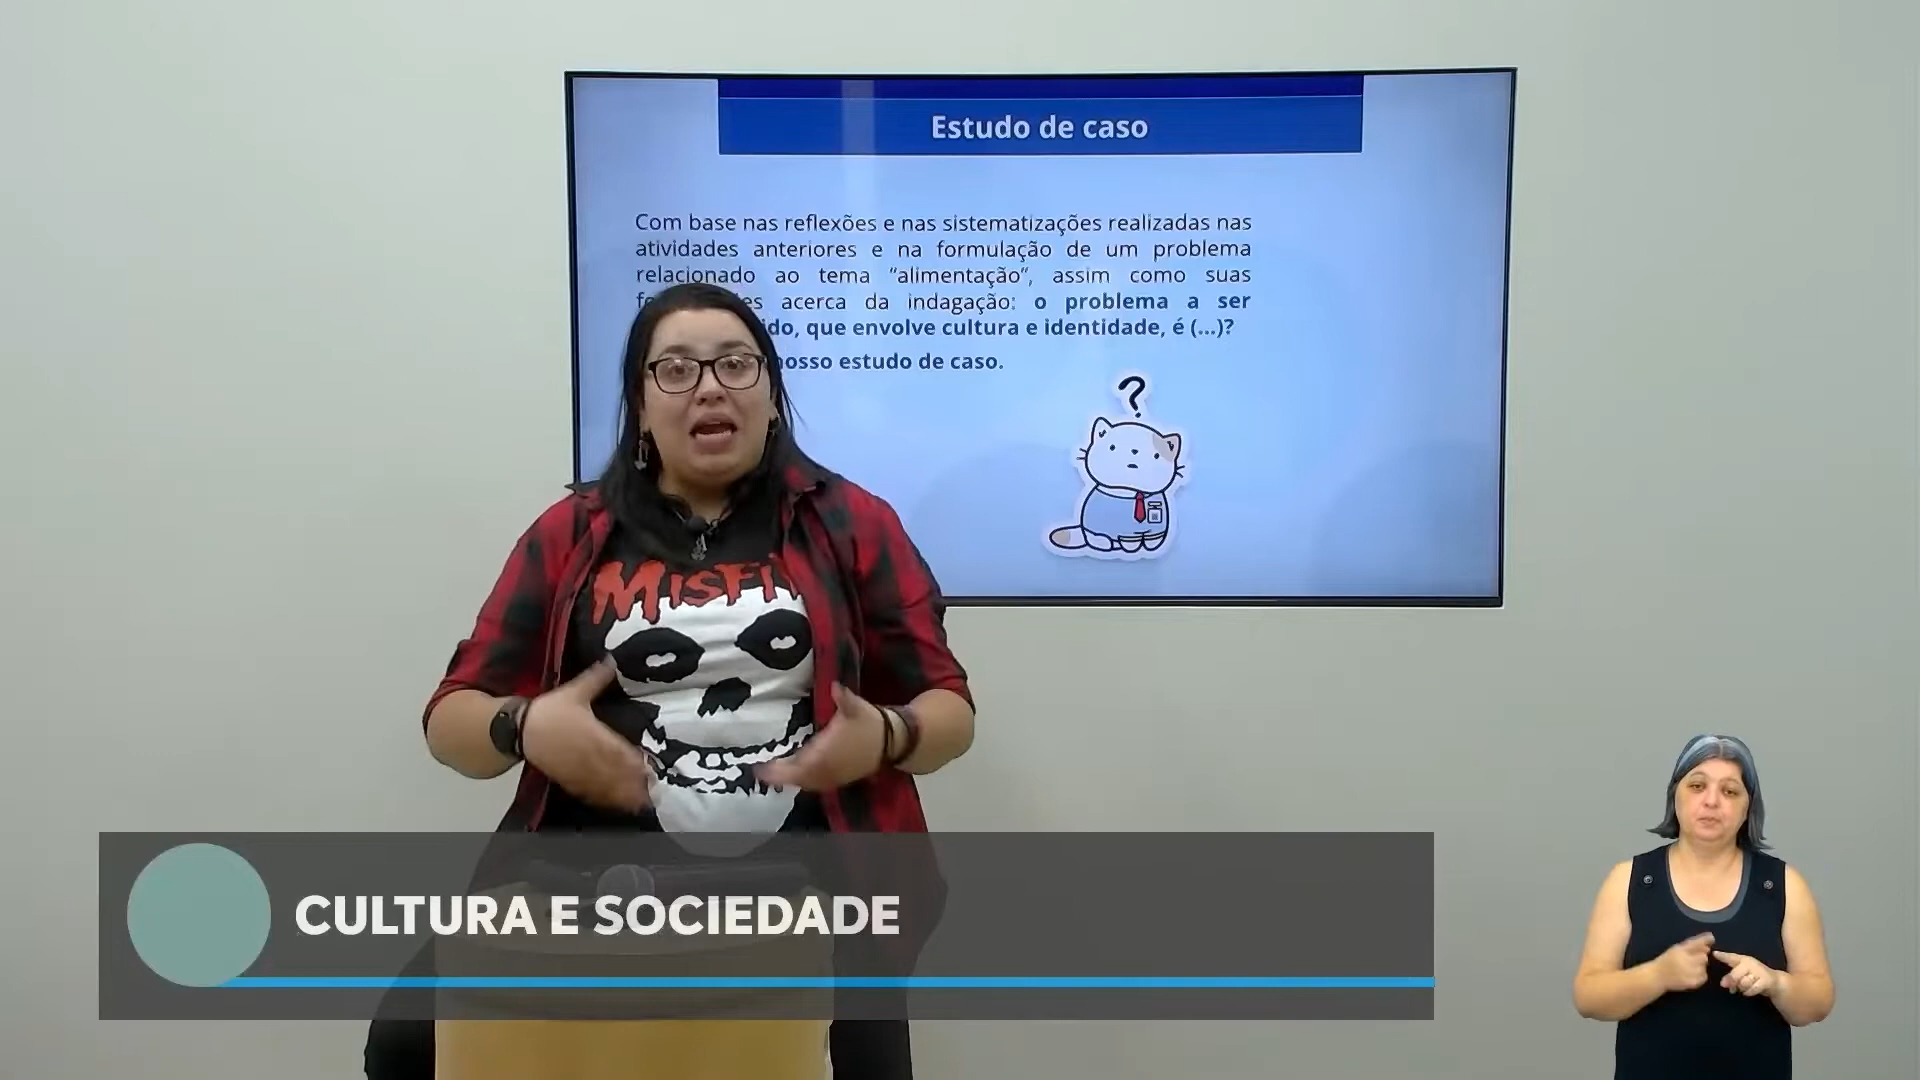 Estudo de caso
Com base nas reflexões e nas sistematizações realizadas nas
atividades anteriores e na formulação de um problema
relacionado ao tema “alimentação”, assim como suas
acerca da indagação: o problema a ser
que envolve cultura e identidade, é (...)?
nosso estudo de caso.
?
MISFI
CULTURA E SOCIEDADE